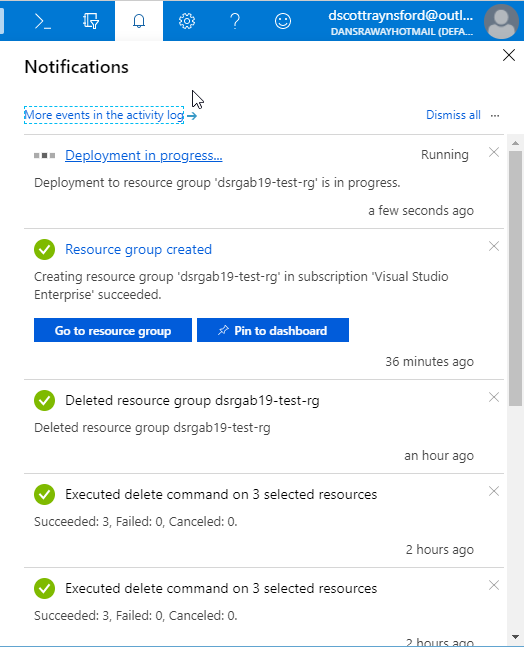 dscottraynsford@outl...
DANSRAWAYHOTMAIL (DEFA...
Notifications
More events in the activity log →
Dismiss all ...
Deployment in progress... Running
Deployment to resource group 'dsrgab19-test-rg' is in progress.
a few seconds ago
Resource group created
Creating resource group 'dsrgab19-test-rg' in subscription 'Visual Studio
Enterprise' succeeded.
Go to resource group
Pin to dashboard
36 minutes ago
Deleted resource group dsrgab19-test-rg
Deleted resource group dsrgab19-test-rg
an hour ago
Executed delete command on 3 selected resources
Succeeded: 3, Failed: 0, Canceled: 0.
2 hours ago
Executed delete command on 3 selected resources
Succeeded: 3, Failed: 0, Canceled: 0.
2 hours ago